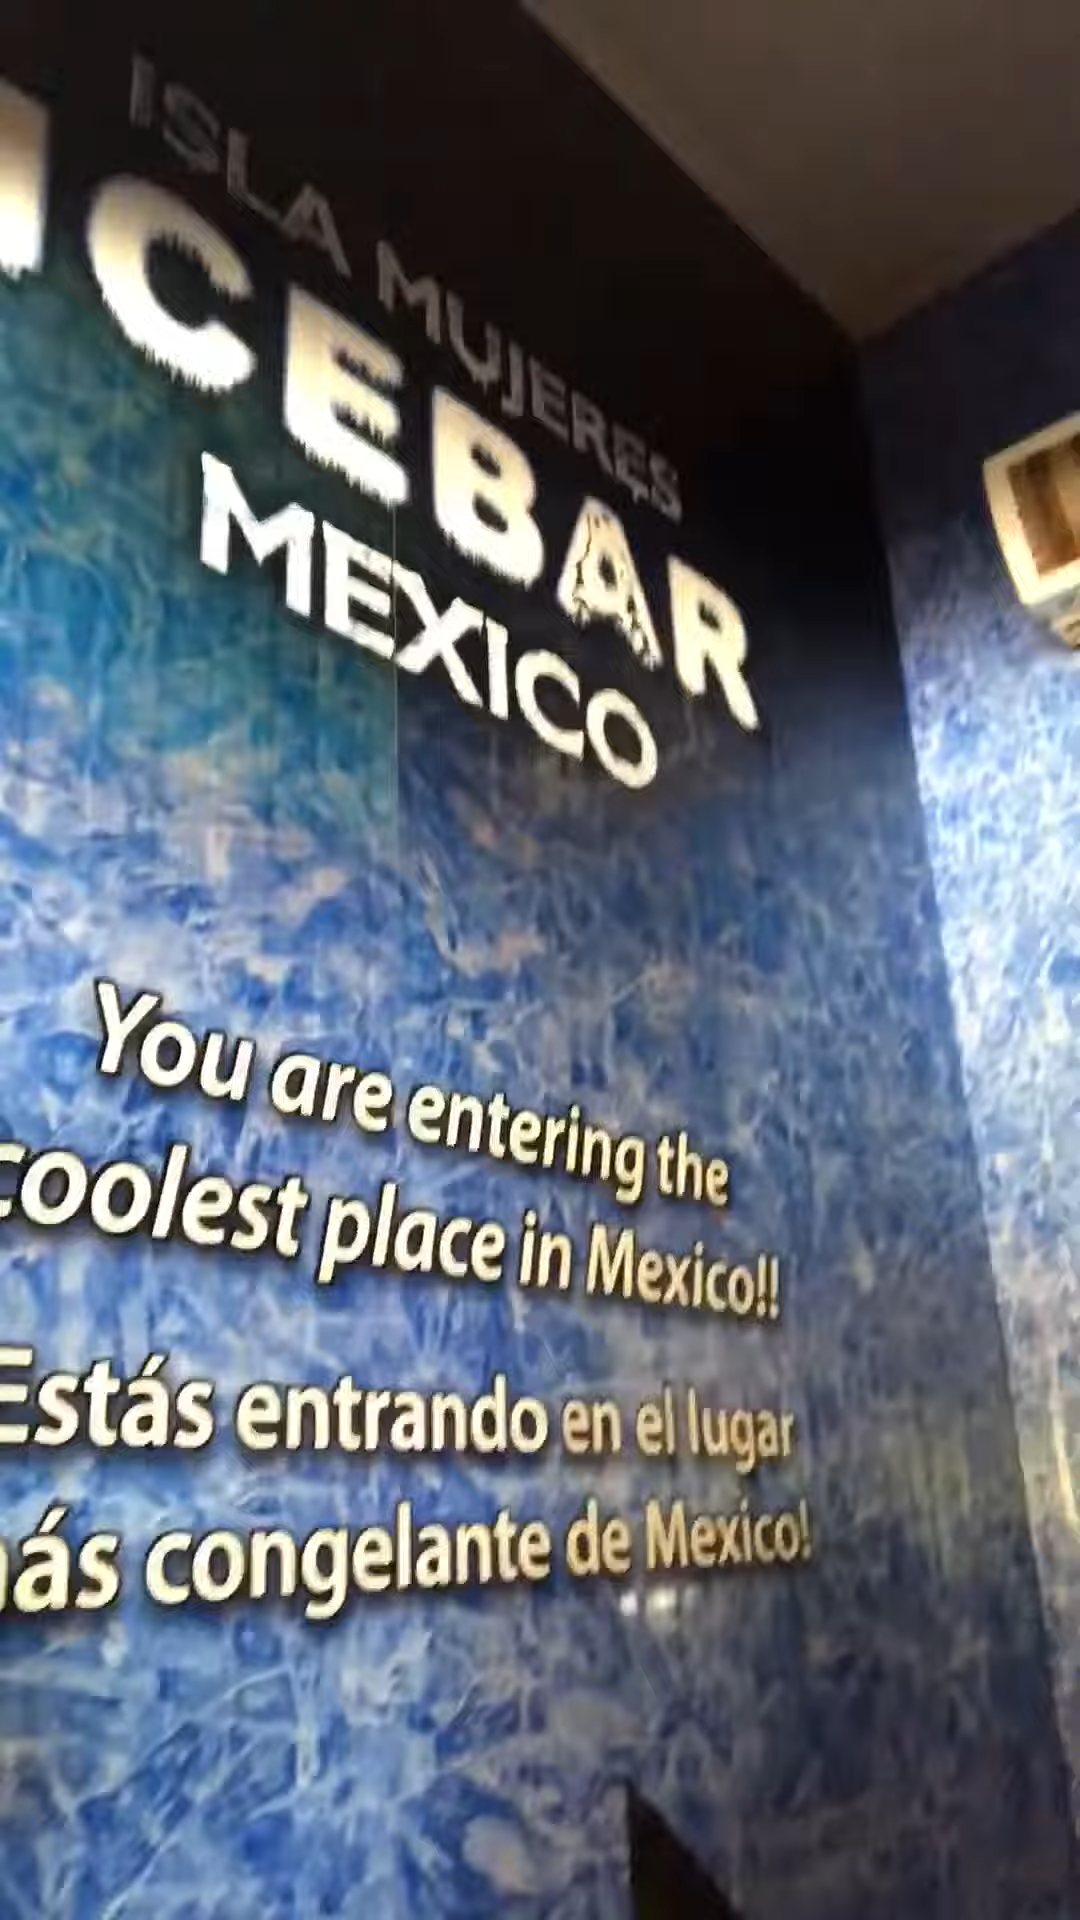 ISLA MUJERES
ICEBAR
MEXICO
You are entering the
coolest place in Mexico!!
Estás entrando en el lugar
más congelante de Mexico!